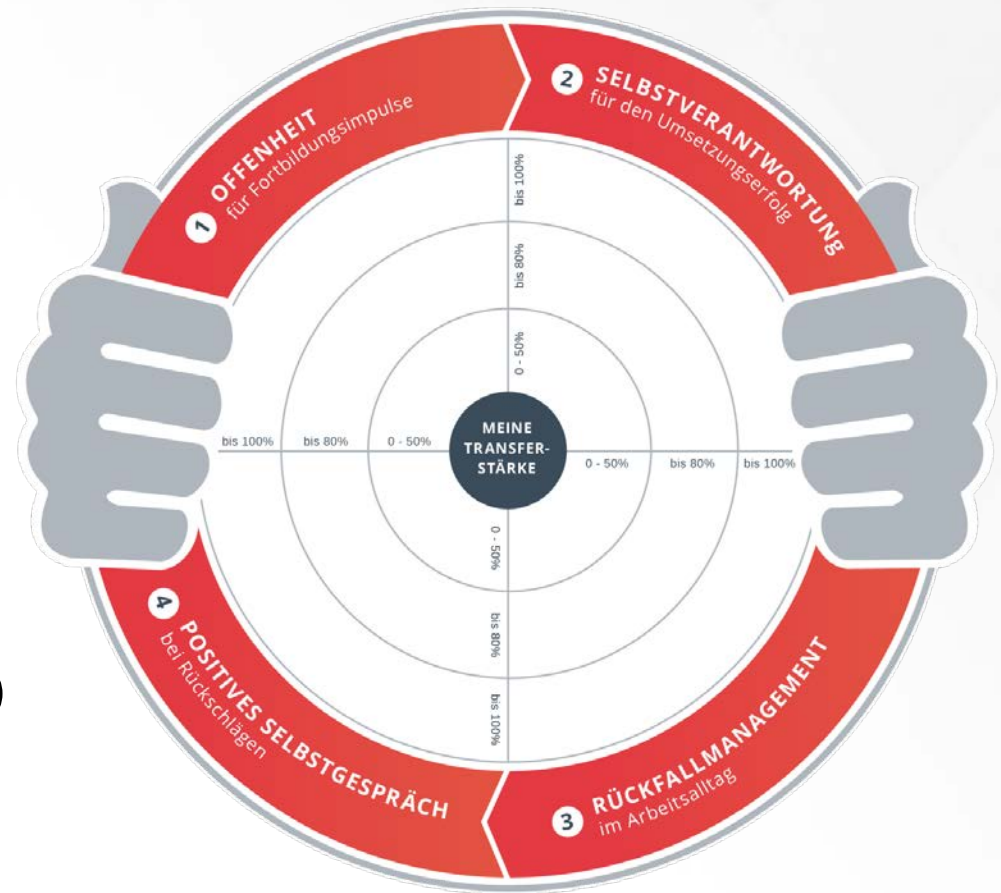 1 OFFENHEIT
für Fortbildungsimpulse
2 SELBSTVERANTWORTUNG
für den Umsetzungserfolg
bis 100%
bis 80%
0 - 50%
bis 100%
bis 80%
0 - 50%
MEINE
TRANSFER-
STÄRKE
0 - 50%
bis 80%
bis 100%
0 - 50%
bis 80%
bis 100%
4 POSITIVES SELBSTGESPRÄCH
bei Rückschlägen
3 RÜCKFALLMANAGEMENT
im Arbeitsalltag
)